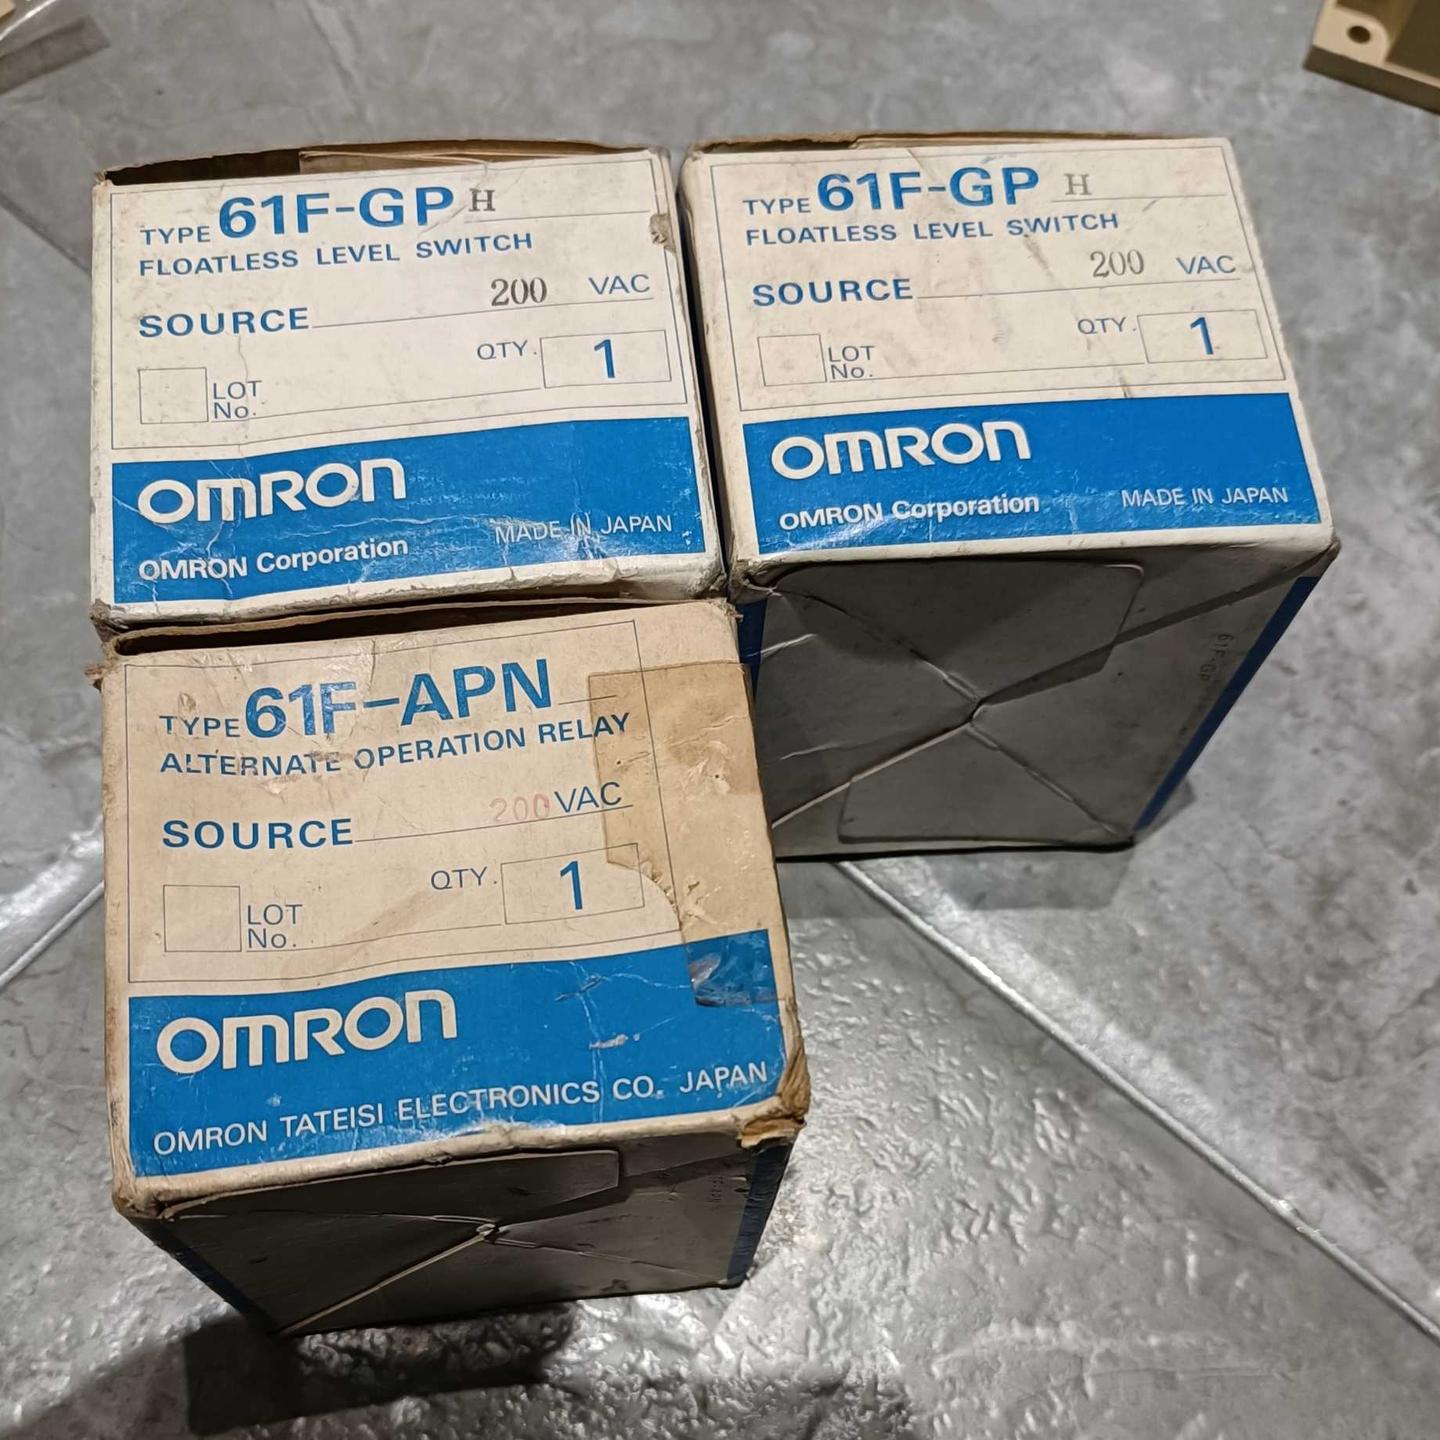 TYPE 61F-GP H
FLOATLESS LEVEL SWITCH
SOURCE 200 VAC
QTY. 1
LOT
No.
OMRON
OMRON Corporation MADE IN JAPAN
TYPE 61F-GP H
FLOATLESS LEVEL SWITCH
SOURCE 200 VAC
QTY. 1
LOT
No.
OMRON
OMRON Corporation MADE IN JAPAN
61F-GP
TYPE 61F-APN
ALTERNATE OPERATION RELAY
SOURCE 200 VAC
QTY. 1
LOT
No.
OMRON
OMRON TATEISI ELECTRONICS CO. JAPAN